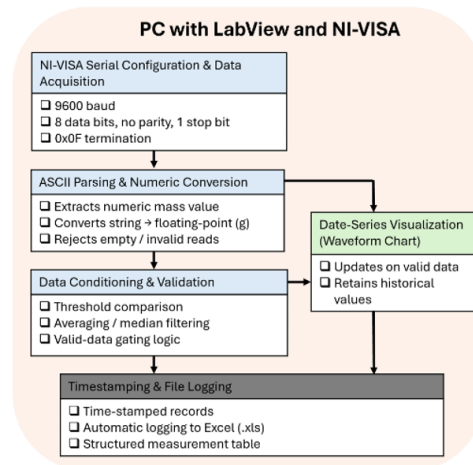 PC with LabView and NI-VISA
NI-VISA Serial Configuration & Data
Acquisition
❑ 9600 baud
❑ 8 data bits, no parity, 1 stop bit
❑ 0x0F termination
ASCII Parsing & Numeric Conversion
❑ Extracts numeric mass value
❑ Converts string → floating-point (g)
❑ Rejects empty / invalid reads
Date-Series Visualization
(Waveform Chart)
❑ Updates on valid data
❑ Retains historical
values
Data Conditioning & Validation
❑ Threshold comparison
❑ Averaging / median filtering
❑ Valid-data gating logic
Timestamping & File Logging
❑ Time-stamped records
❑ Automatic logging to Excel (.xls)
❑ Structured measurement table